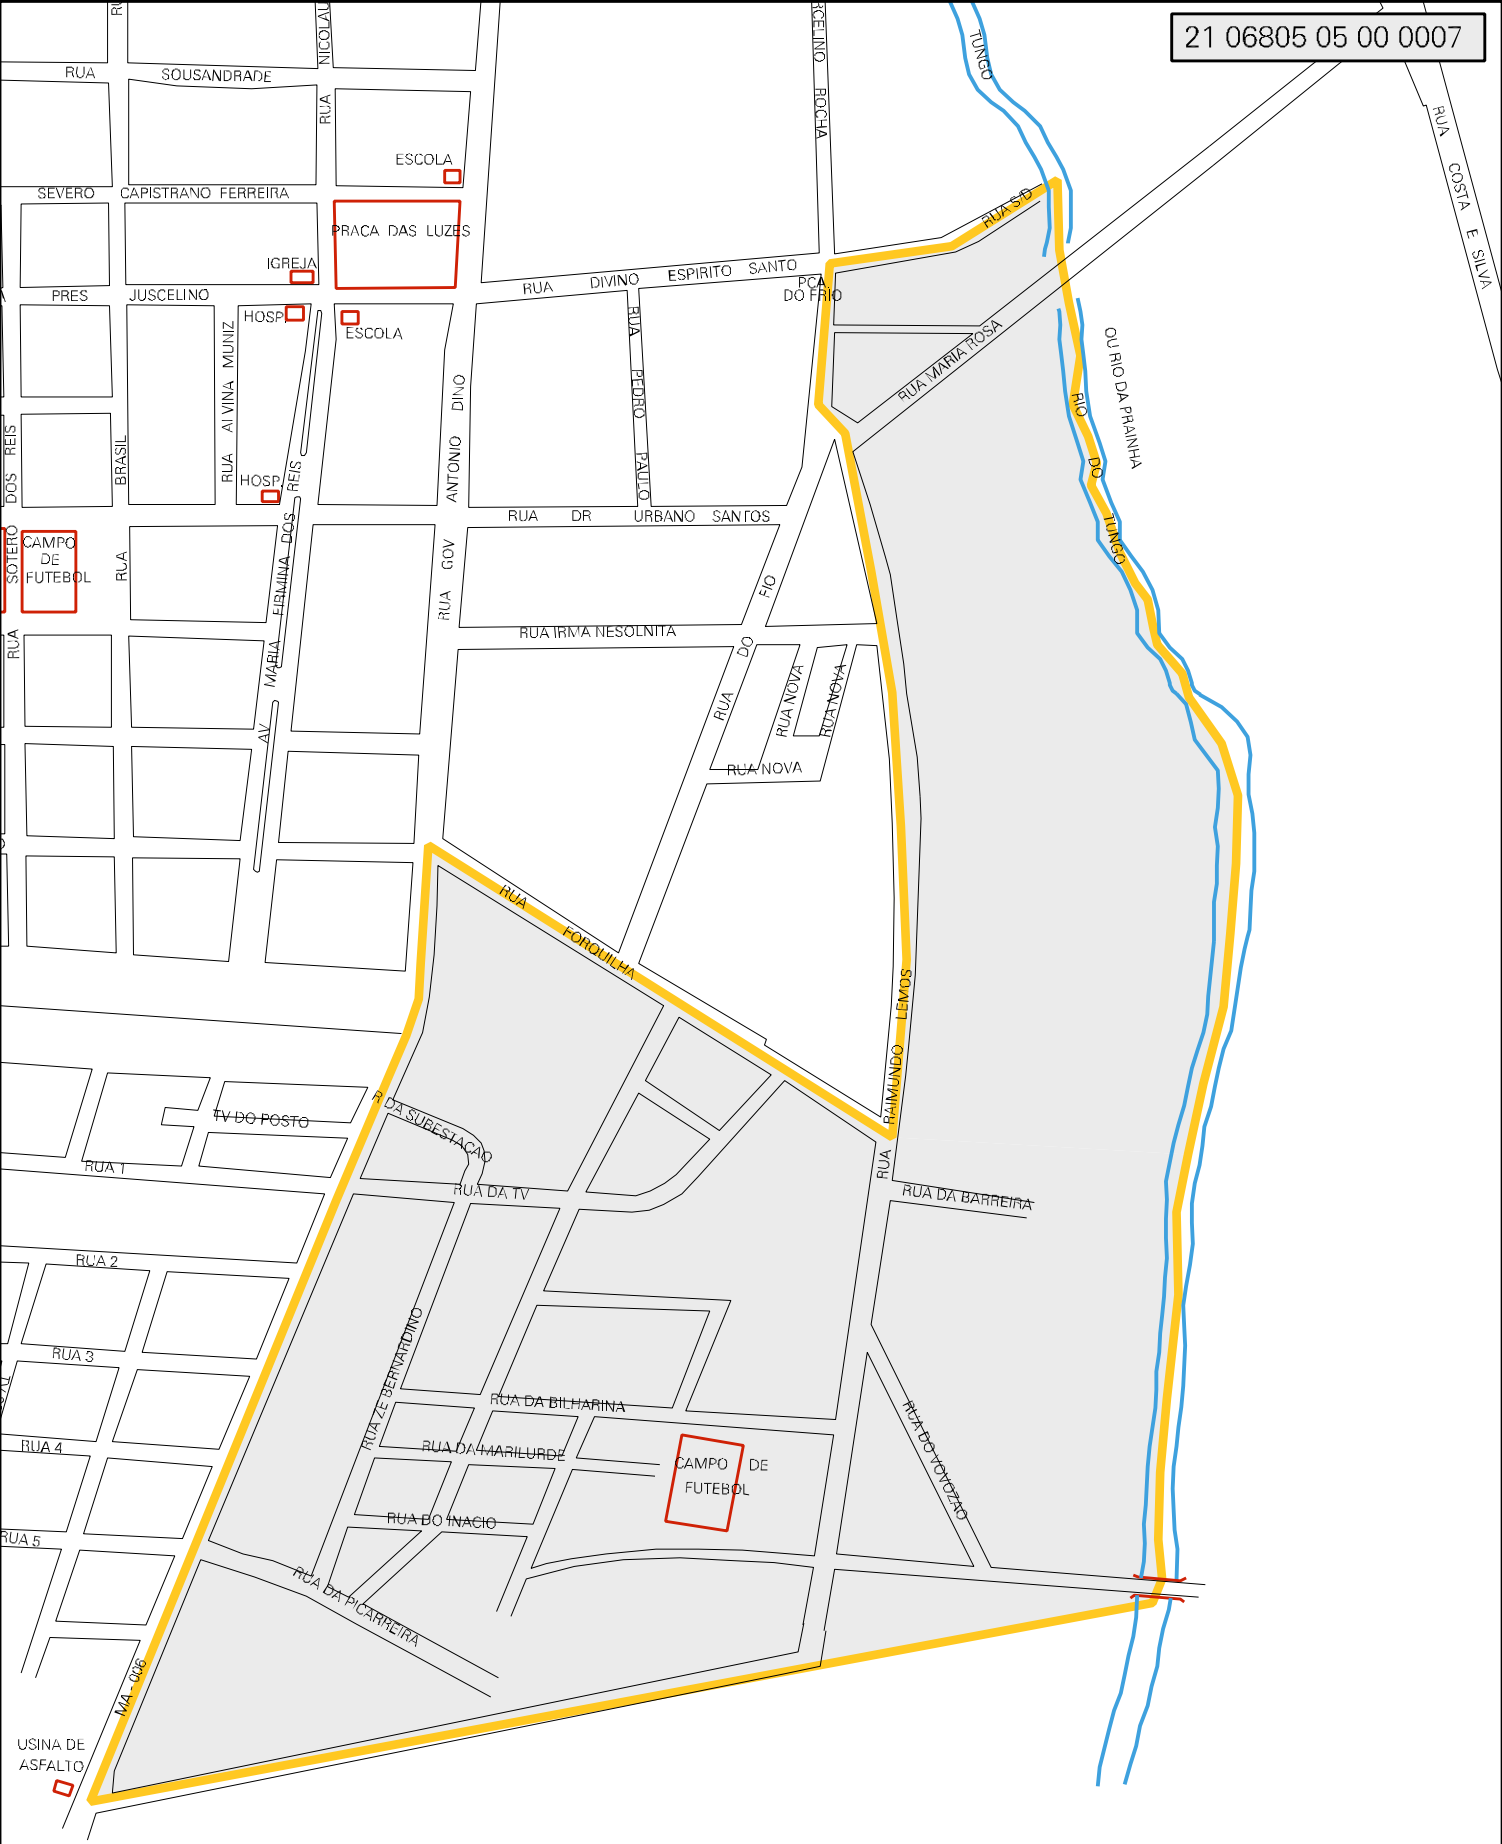 21 06805 05 00 0007
TUNGO
RUA COSTA E SILVA
NICOLAU
RUA
RCELINO ROCHA
RUA SOUSANDRADE
ESCOLA
SEVERO CAPISTRANO FERREIRA
PRACA DAS LUZES
IGREJA
RUA S/D
RUA DIVINO ESPIRITO SANTO
PCA.
DO FRIO
PRES JUSCELINO
HOSP.
ESCOLA
RUA ALVINA MUNIZ
RUA PEDRO PAULO
RUA MARIA ROSA
OU RIO DA PRAINHA
RIO DO TUNGO
RUA SOTERO DOS REIS
RUA BRASIL
HOSP.
AV MARIA FIRMINA DOS REIS
RUA GOV ANTONIO DINO
RUA DR URBANO SANTOS
CAMPO
DE
FUTEBOL
RUA DO FIO
RUA IRMA NESOLNITA
RUA NOVA
RUA NOVA
RUA NOVA
RUA FORQUILHA
RUA RAIMUNDO LEMOS
R DA SUBESTAÇAO
TV DO POSTO
RUA 1
RUA DA TV
RUA DA BARREIRA
RUA 2
RUA ZE BERNARDINO
RUA 3
RUA DA BILHARINA
RUA DO VOVOZAO
RUA 4
RUA DA MARILURDE
CAMPO DE
FUTEBOL
RUA DO INACIO
RUA 5
RUA DA PICARREIRA
MA - 006
USINA DE
ASFALTO